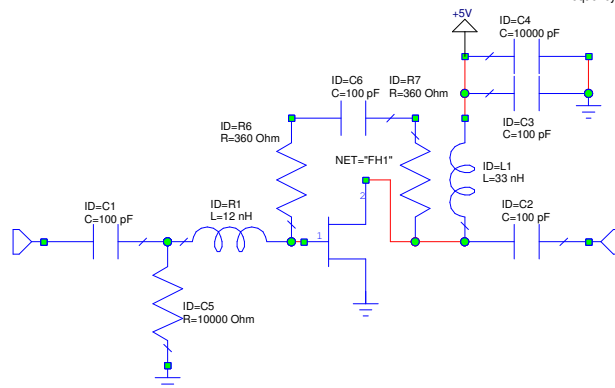 +5V
ID=C4
C=10000 pF
ID=C6
C=100 pF
ID=R7
R=360 Ohm
ID=R6
R=360 Ohm
ID=C3
C=100 pF
NET="FH1"
ID=L1
L=33 nH
2
ID=C1
C=100 pF
ID=R1
L=12 nH
ID=C2
C=100 pF
1
ID=C5
R=10000 Ohm